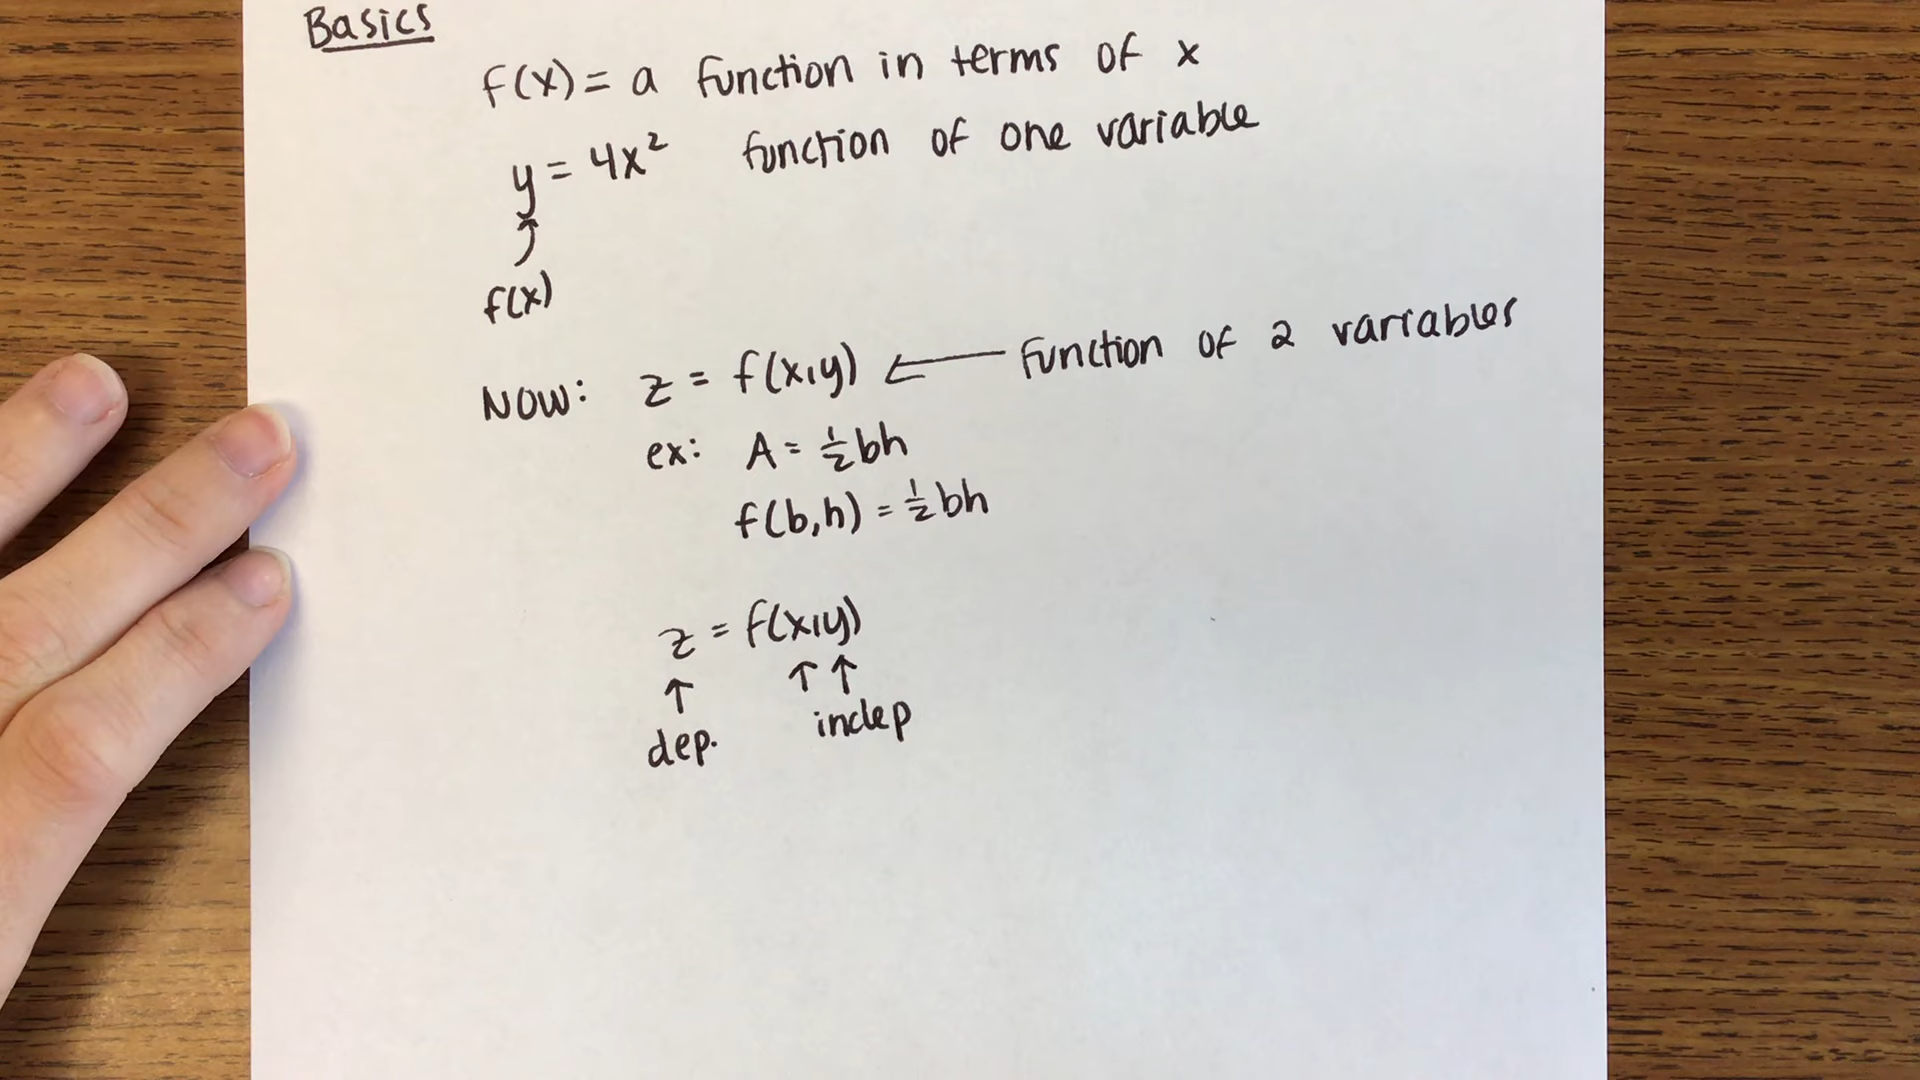 Basics
f(x) = a function in terms of x
y = 4x² function of one variable
f(x)
NOW: z = f(x,y) ← function of 2 variables
ex: A = ½bh
f(b,h) = ½bh
z = f(x,y)
↑ ↑ ↑
dep. indep